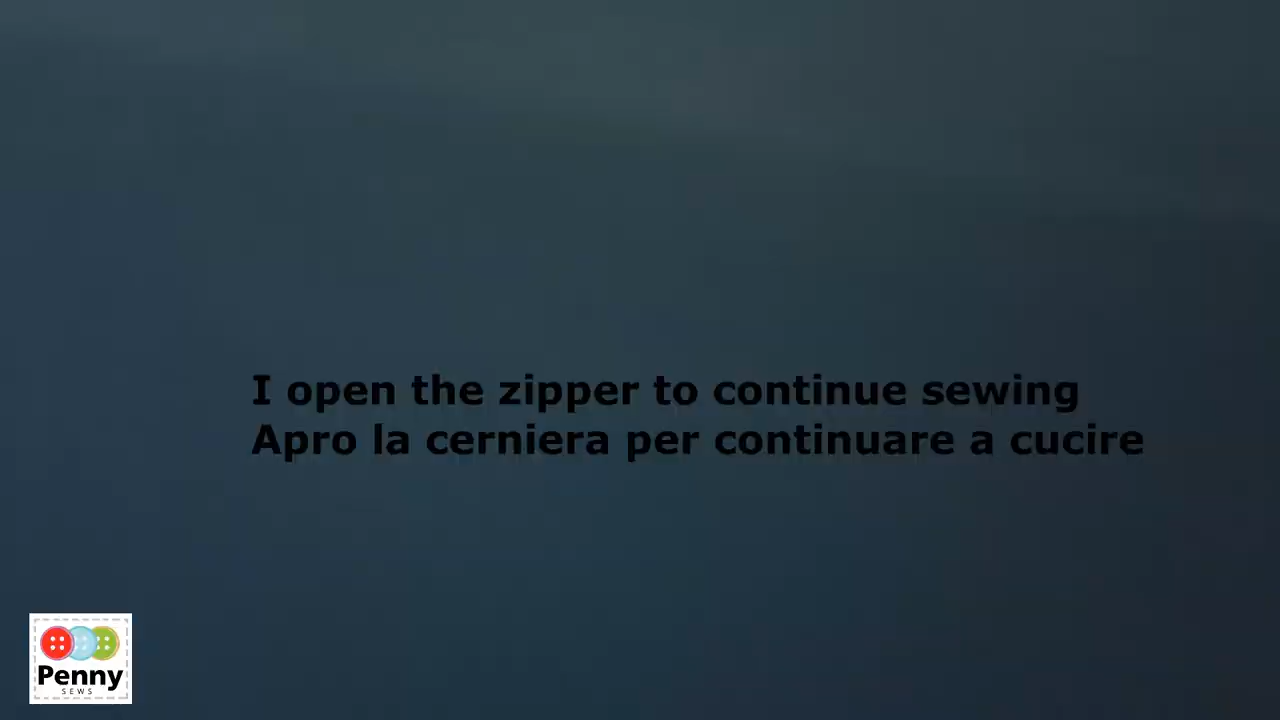 I open the zipper to continue sewing
Apro la cerniera per continuare a cucire
Penny
SEWS